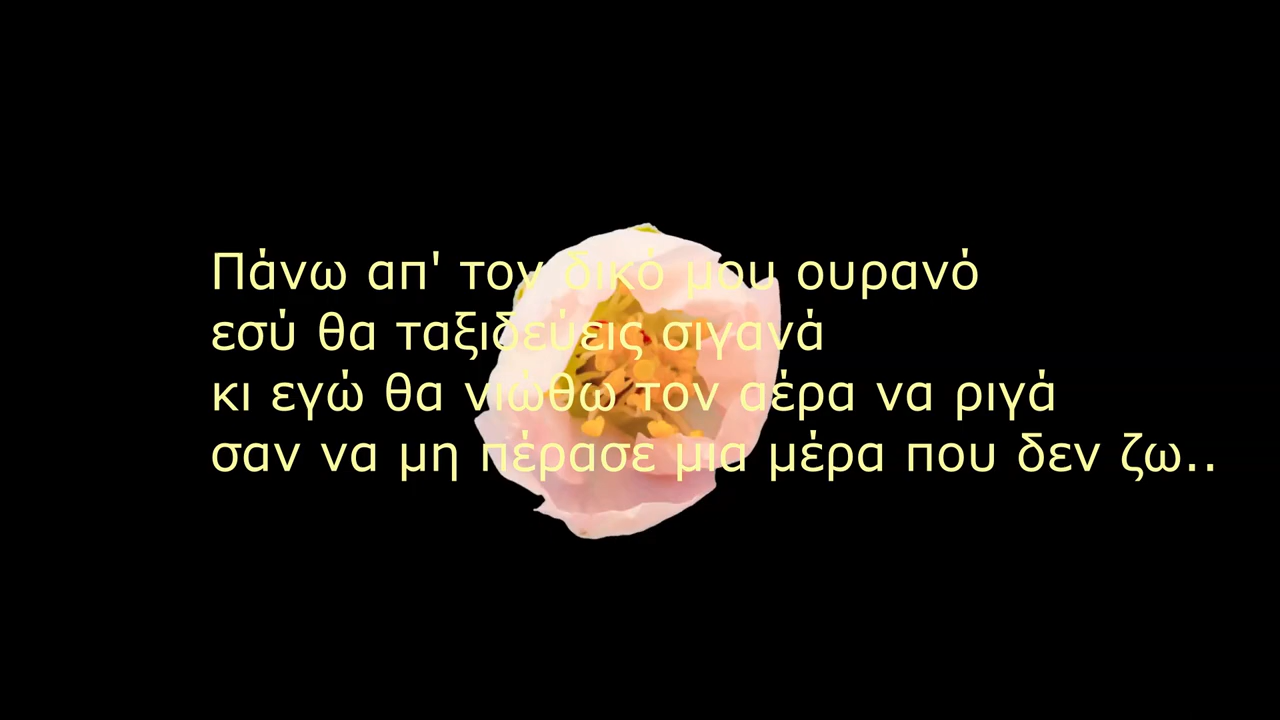 Πάνω απ' τον δικό μου ουρανό
εσύ θα ταξιδεύεις σιγανά
κι εγώ θα νιώθω τον αέρα να ριγά
σαν να μη πέρασε μια μέρα που δεν ζω..